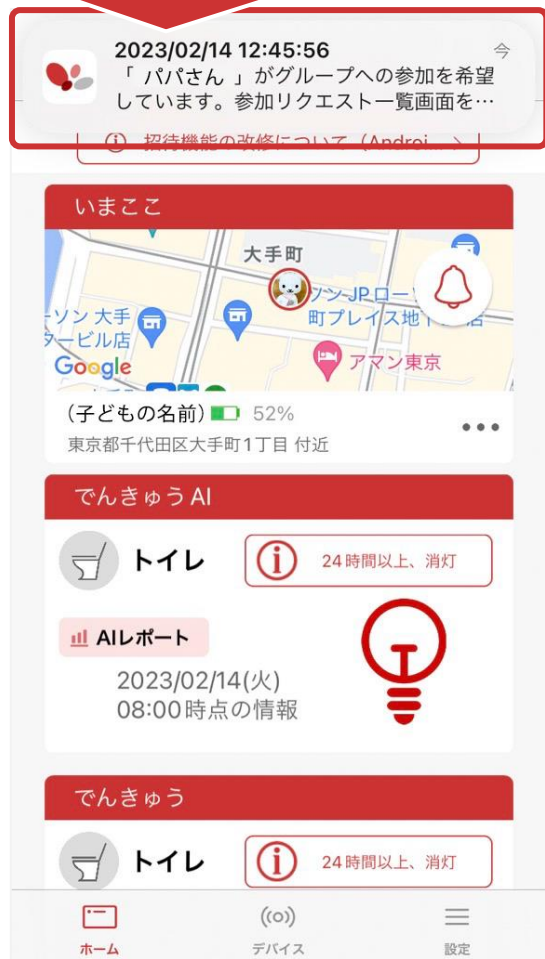 2023/02/14 12:45:56
今
「 パパさん 」がグループへの参加を希望
しています。参加リクエスト一覧画面を…
招待機能の改修について（Androi...
いまここ
大手町
ソン 大手
タービル店
ソン JP ロー
町プレイス地下
店
Google
アマン東京
(子どもの名前)
52%
東京都千代田区大手町1丁目 付近
でんきゅう AI
トイレ
24時間以上、消灯
AIレポート
2023/02/14(火)
08:00時点の情報
でんきゅう
トイレ
24時間以上、消灯
ホーム
デバイス
設定